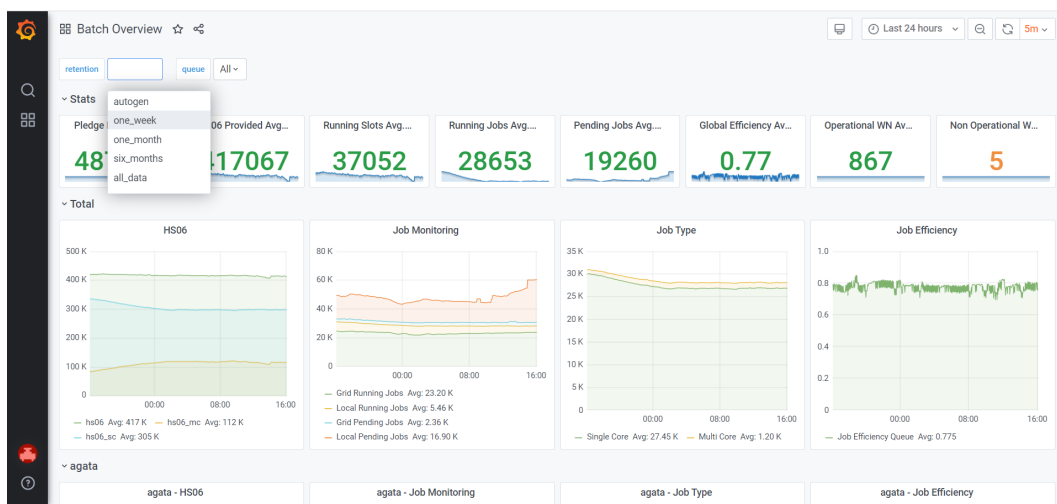 Batch Overview
Last 24 hours
5m
retention
queue All
autogen
one_week
one_month
six_months
all_data
Stats
Pledge
06 Provided Avg...
Running Slots Avg....
Running Jobs Avg....
Pending Jobs Avg....
Global Efficiency Av...
Operational WN Av...
Non Operational W...
48
417067
37052
28653
19260
0.77
867
5
Total
HS06
500 K
400 K
300 K
200 K
100 K
0
00:00 08:00 16:00
hs06 Avg: 417 K hs06_mc Avg: 112 K
hs06_sc Avg: 305 K
Job Monitoring
80 K
60 K
40 K
20 K
0
00:00 08:00 16:00
Grid Running Jobs Avg: 23.20 K
Local Running Jobs Avg: 5.46 K
Grid Pending Jobs Avg: 2.36 K
Local Pending Jobs Avg: 16.90 K
Job Type
35 K
30 K
25 K
20 K
15 K
10 K
5 K
0
00:00 08:00 16:00
Single Core Avg: 27.45 K Multi Core Avg: 1.20 K
Job Efficiency
1.0
0.8
0.6
0.4
0.2
0
00:00 08:00 16:00
Job Efficiency Queue Avg: 0.775
agata
agata - HS06
agata - Job Monitoring
agata - Job Type
agata - Job Efficiency